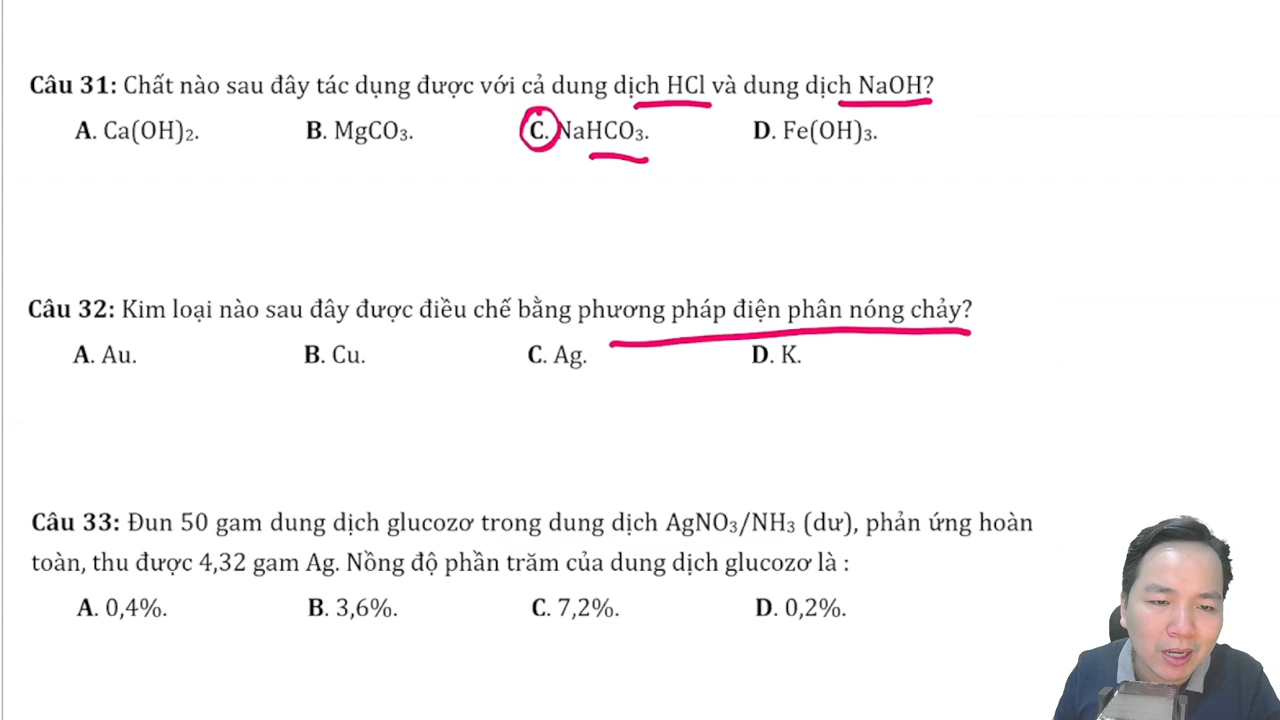 Câu 31: Chất nào sau đây tác dụng được với cả dung dịch HCl và dung dịch NaOH?
A. Ca(OH)₂. B. MgCO₃. C. NaHCO₃. D. Fe(OH)₃.
Câu 32: Kim loại nào sau đây được điều chế bằng phương pháp điện phân nóng chảy?
A. Au. B. Cu. C. Ag. D. K.
Câu 33: Đun 50 gam dung dịch glucozơ trong dung dịch AgNO₃/NH₃ (dư), phản ứng hoàn
toàn, thu được 4,32 gam Ag. Nồng độ phần trăm của dung dịch glucozơ là :
A. 0,4%. B. 3,6%. C. 7,2%. D. 0,2%.